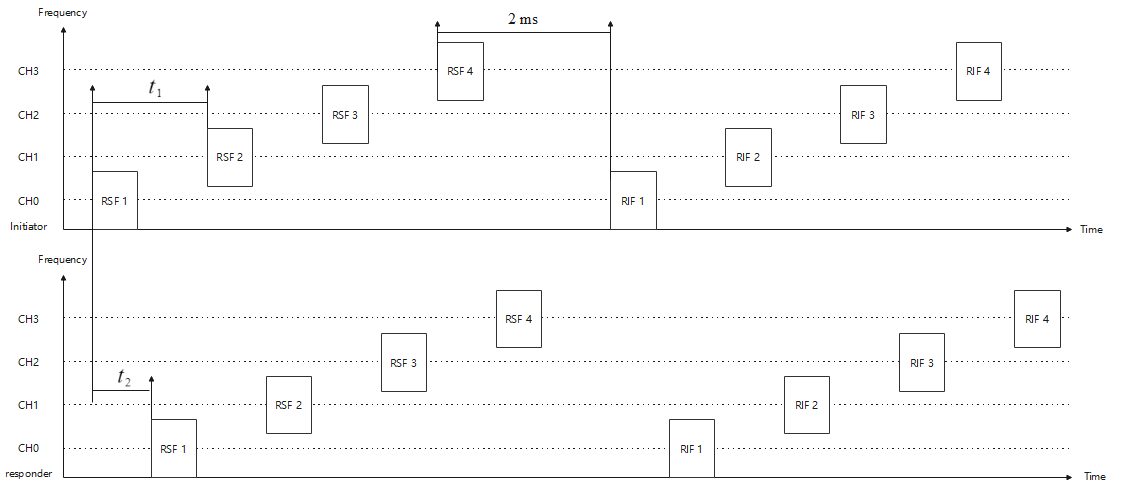 Frequency
2 ms
CH3
RSF 4
RIF 4
t1
CH2
RSF 3
RIF 3
CH1
RSF 2
RIF 2
CH0
RSF 1
RIF 1
Initiator
Time
Frequency
CH3
RSF 4
RIF 4
CH2
RSF 3
RIF 3
t2
CH1
RSF 2
RIF 2
CH0
RSF 1
RIF 1
responder
Time